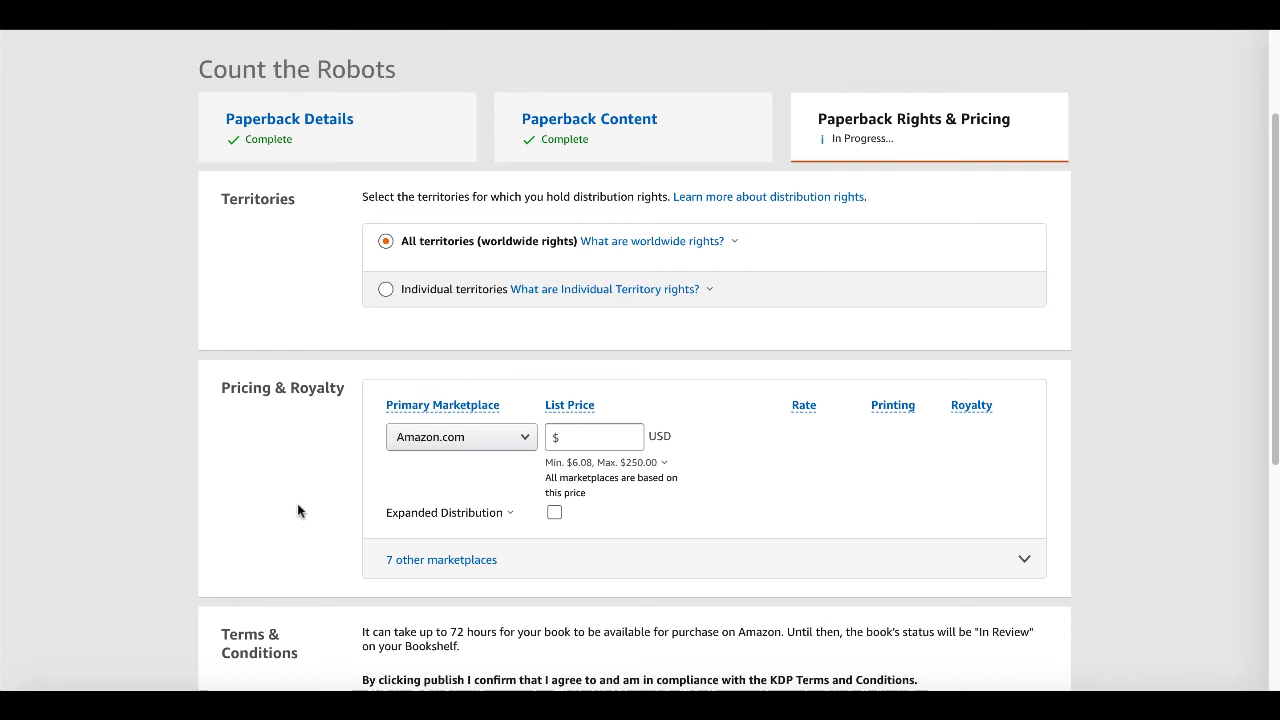 Count the Robots
Paperback Details
Complete
Paperback Content
Complete
Paperback Rights & Pricing
i In Progress...
Territories
Select the territories for which you hold distribution rights. Learn more about distribution rights.
All territories (worldwide rights) What are worldwide rights?
Individual territories What are Individual Territory rights?
Pricing & Royalty
Primary Marketplace List Price Rate Printing Royalty
Amazon.com $ USD
Min. $6.08, Max. $250.00
All marketplaces are based on
this price
Expanded Distribution
7 other marketplaces
Terms &
Conditions
It can take up to 72 hours for your book to be available for purchase on Amazon. Until then, the book's status will be "In Review"
on your Bookshelf.
By clicking publish I confirm that I agree to and am in compliance with the KDP Terms and Conditions.